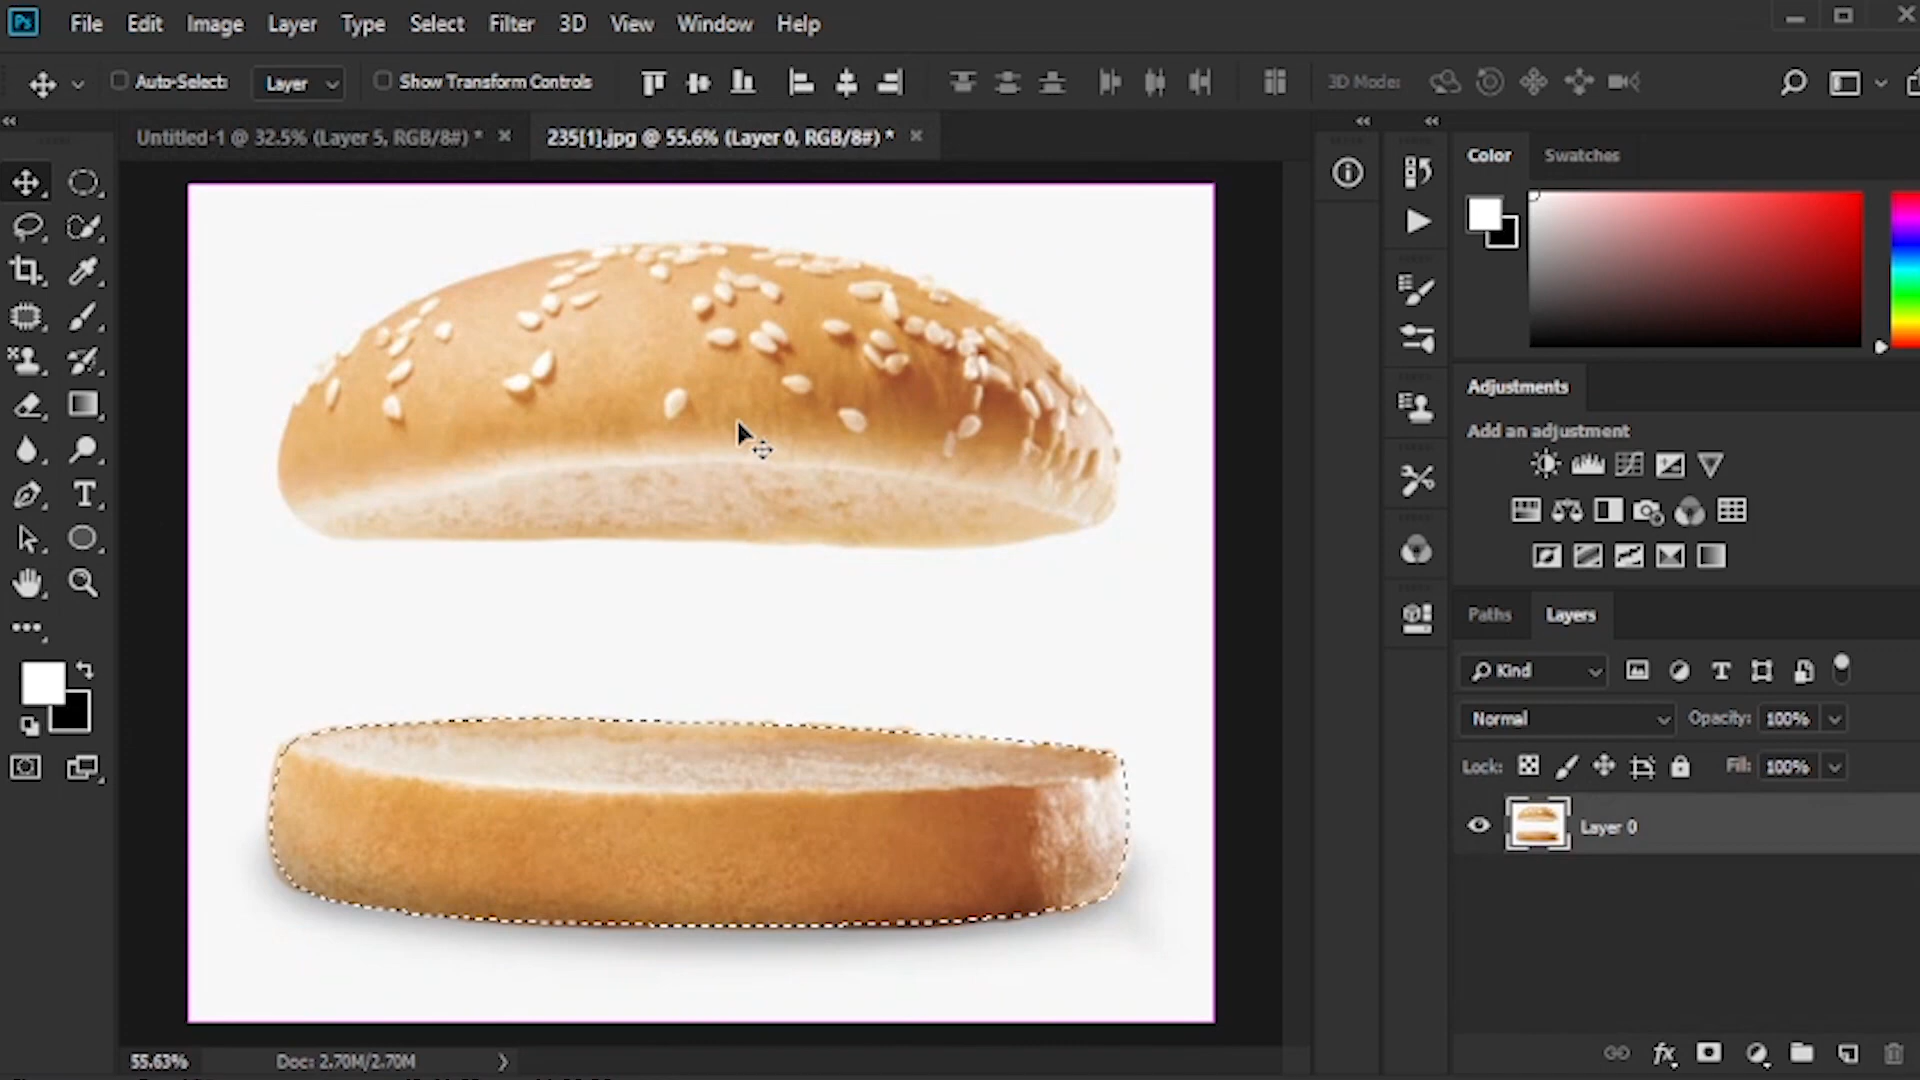 Ps File Edit Image Layer Type Select Filter 3D View Window Help
Auto-Select: Layer Show Transform Controls 3D Mode:
Untitled-1 @ 32.5% (Layer 5, RGB/8#) * × 235[1].jpg @ 55.6% (Layer 0, RGB/8#) * ×
Color Swatches
Adjustments
Add an adjustment
Paths Layers
Kind
Normal Opacity: 100%
Lock: Fill: 100%
Layer 0
55.63% Doc: 2.70M/2.70M